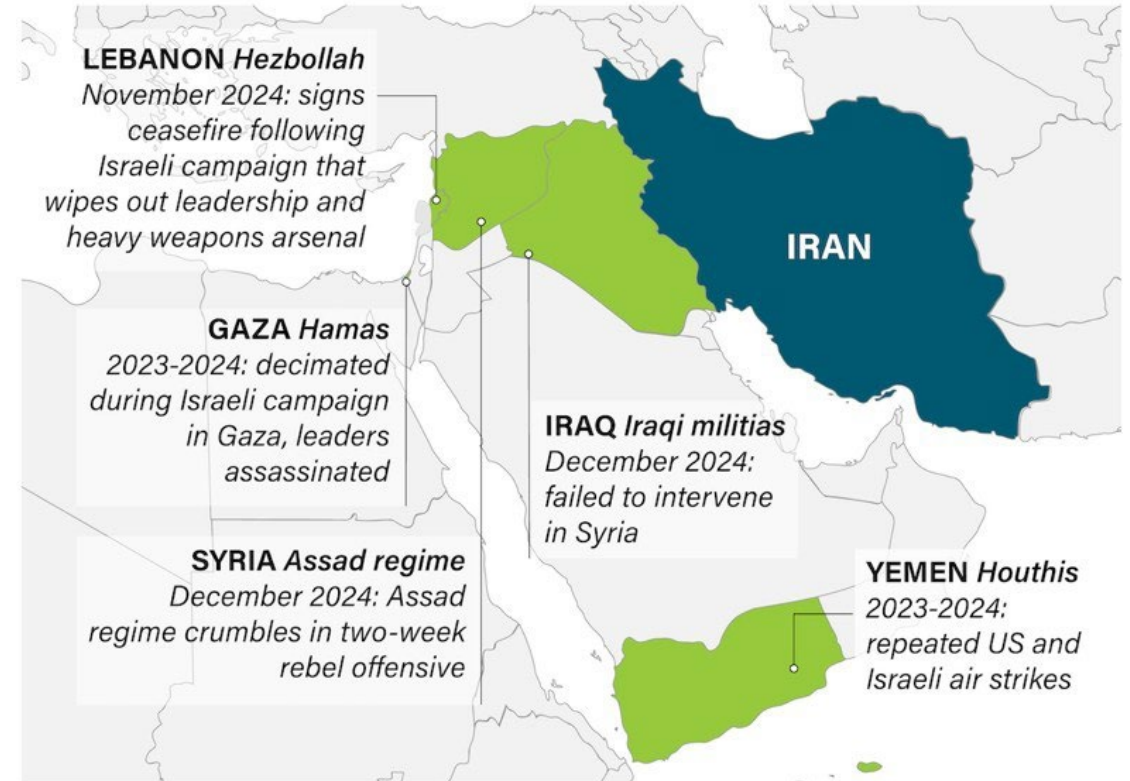 LEBANON Hezbollah
November 2024: signs
ceasefire following
Israeli campaign that
wipes out leadership and
heavy weapons arsenal
IRAN
GAZA Hamas
2023-2024: decimated
during Israeli campaign
in Gaza, leaders
assassinated
IRAQ Iraqi militias
December 2024:
failed to intervene
in Syria
SYRIA Assad regime
December 2024: Assad
regime crumbles in two-week
rebel offensive
YEMEN Houthis
2023-2024:
repeated US and
Israeli air strikes